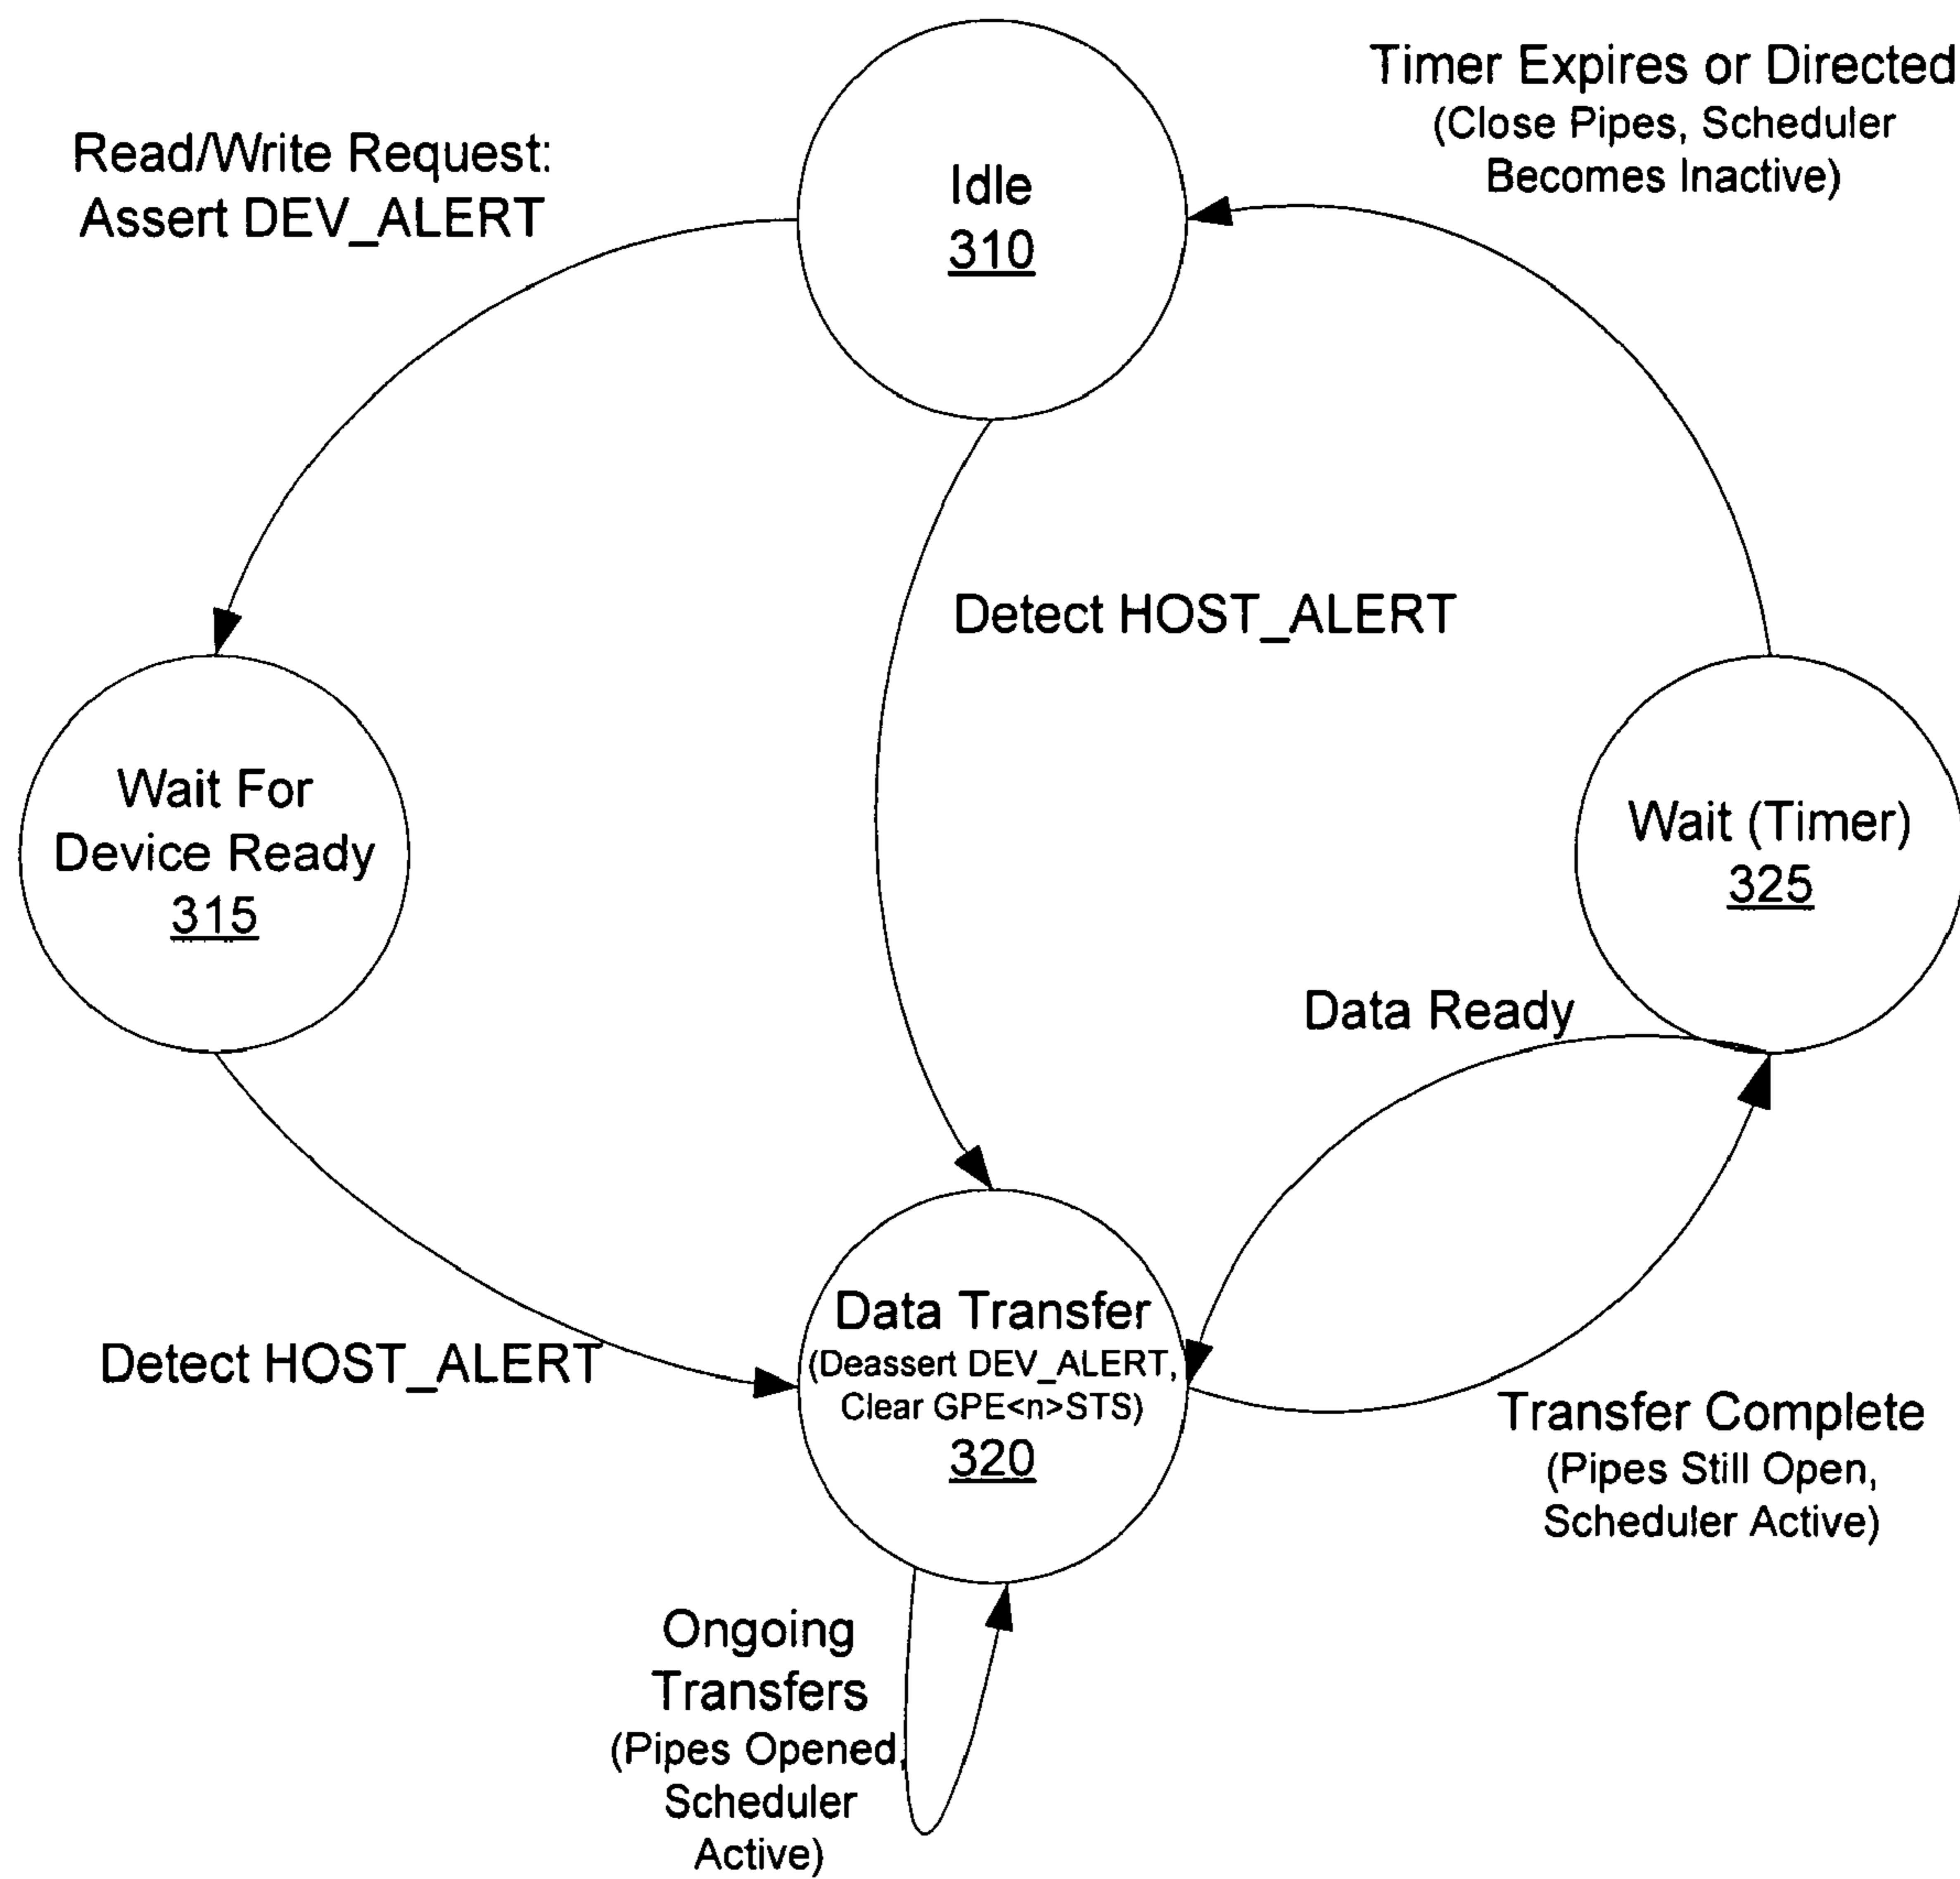 Timer Expires or Directed
(Close Pipes, Scheduler
Becomes Inactive)
Read/Write Request:
Assert DEV_ALERT
Idle
310
Detect HOST_ALERT
Wait For
Device Ready
315
Wait (Timer)
325
Data Ready
Detect HOST_ALERT
Data Transfer
(Deassert DEV_ALERT,
Clear GPE<n>STS)
320
Transfer Complete
(Pipes Still Open,
Scheduler Active)
Ongoing
Transfers
(Pipes Opened,
Scheduler
Active)